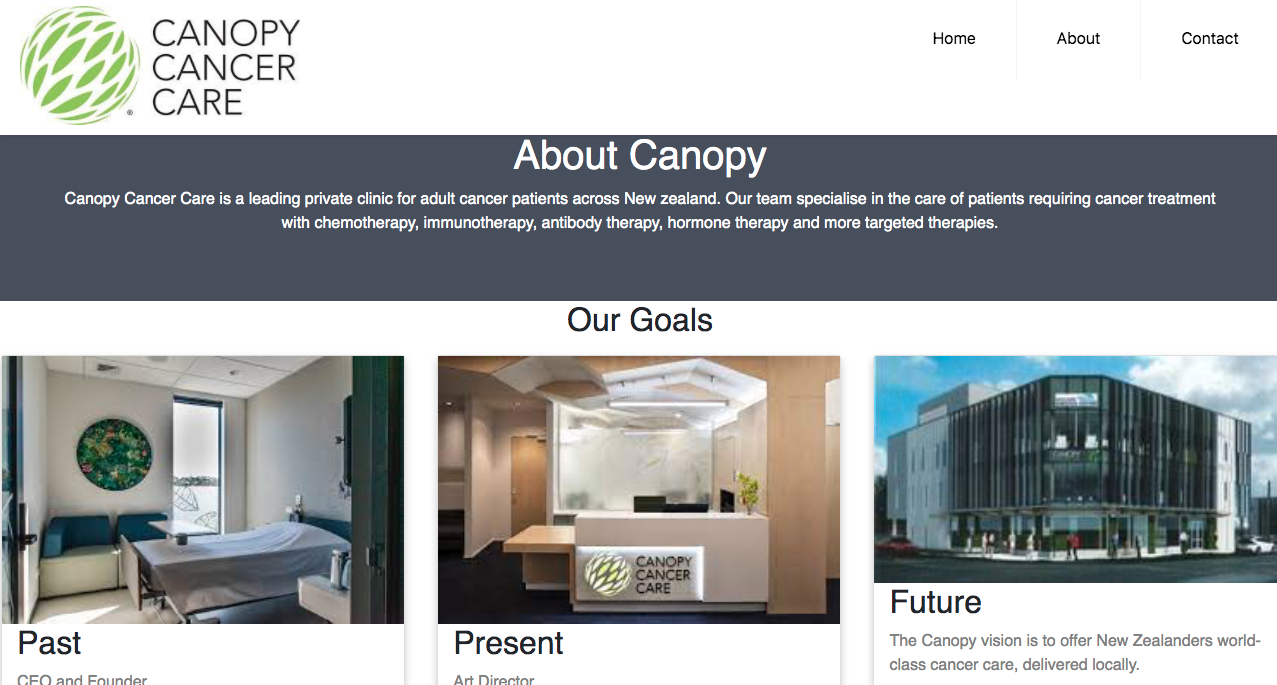 CANOPY
CANCER
CARE
®
Home
About
Contact
About Canopy
Canopy Cancer Care is a leading private clinic for adult cancer patients across New zealand. Our team specialise in the care of patients requiring cancer treatment
with chemotherapy, immunotherapy, antibody therapy, hormone therapy and more targeted therapies.
Our Goals
CANOPY
CANCER
CARE
Past
CEO and Founder
Present
Art Director
Future
The Canopy vision is to offer New Zealanders world-
class cancer care, delivered locally.